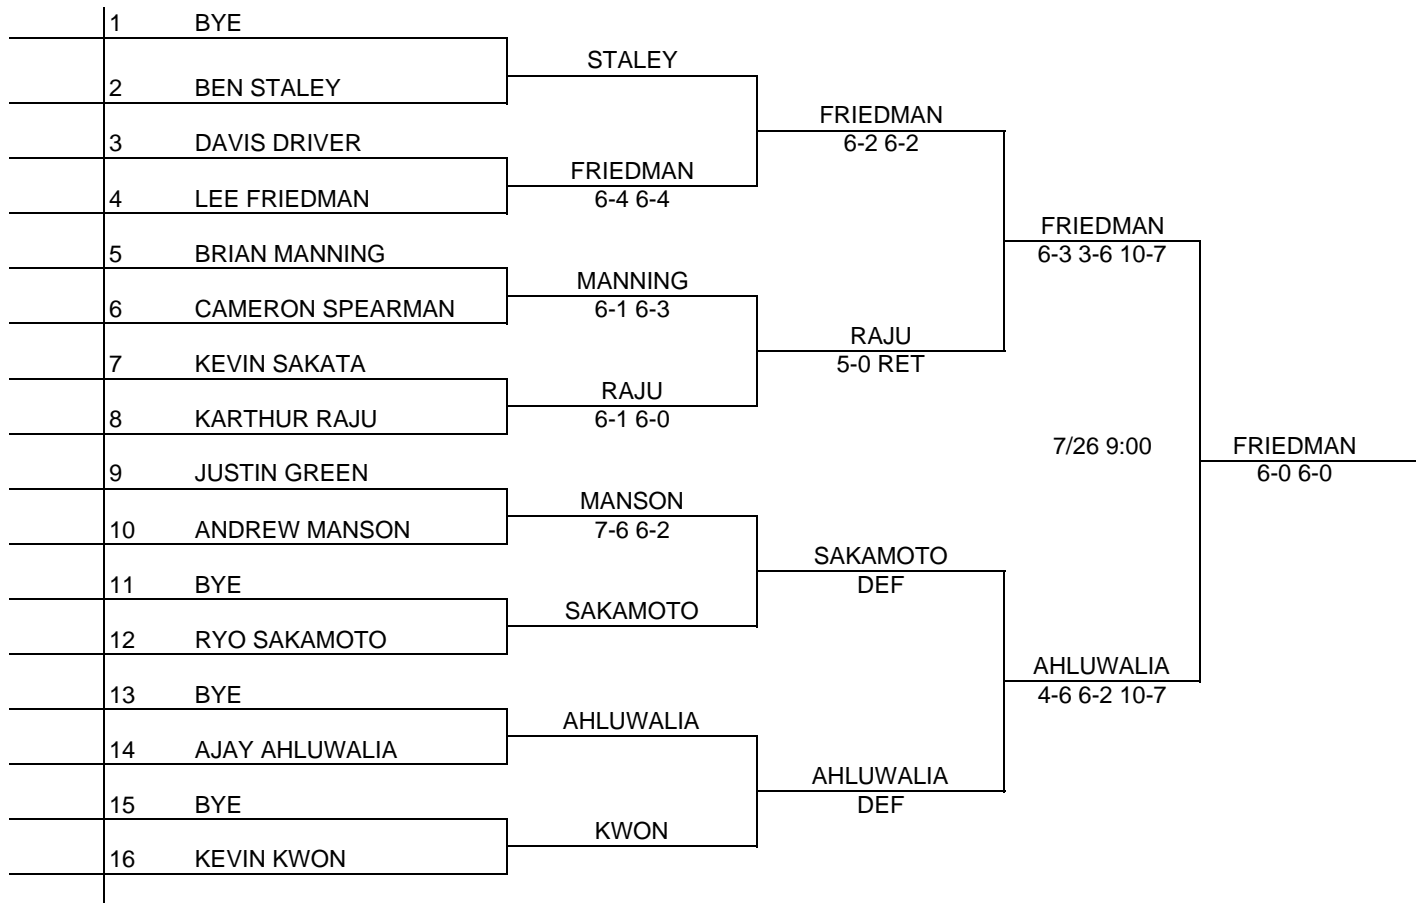 1 BYE
STALEY
2 BEN STALEY
FRIEDMAN
6-2 6-2
3 DAVIS DRIVER
FRIEDMAN
6-4 6-4
4 LEE FRIEDMAN
FRIEDMAN
6-3 3-6 10-7
5 BRIAN MANNING
MANNING
6-1 6-3
6 CAMERON SPEARMAN
RAJU
5-0 RET
7 KEVIN SAKATA
RAJU
6-1 6-0
8 KARTHUR RAJU
7/26 9:00
FRIEDMAN
6-0 6-0
9 JUSTIN GREEN
MANSON
7-6 6-2
10 ANDREW MANSON
SAKAMOTO
DEF
11 BYE
SAKAMOTO
12 RYO SAKAMOTO
AHLUWALIA
4-6 6-2 10-7
13 BYE
AHLUWALIA
14 AJAY AHLUWALIA
AHLUWALIA
DEF
15 BYE
KWON
16 KEVIN KWON